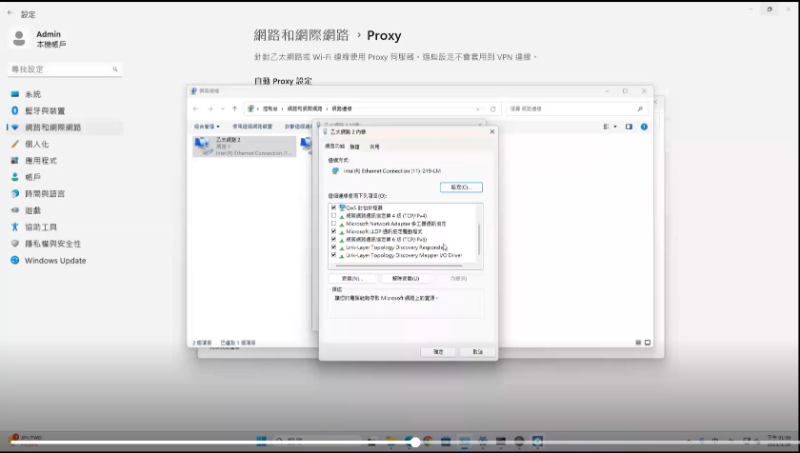 設定
Admin
本機帳戶
尋找設定
系統
藍牙與裝置
網路和網際網路
個人化
應用程式
帳戶
時間與語言
遊戲
協助工具
隱私權與安全性
Windows Update
網路和網際網路 › Proxy
針對乙太網路或 Wi-Fi 連線使用 Proxy 伺服器。這些設定不會套用到 VPN 連線。
自動 Proxy 設定
網路連線
控制台 › 網路和網際網路 › 網路連線
搜尋 網路連線
組合管理
停用這個網路裝置
乙太網路 2
Intel(R) Ethernet Connection (11)
乙太網路 2 內容
網路功能
共用
連線方式:
Intel(R) Ethernet Connection (11) I219-LM
設定(C)...
這個連線使用下列項目(O):
QoS 封包排程器
網際網路通訊協定第 4 版 (TCP/IPv4)
Microsoft Network Adapter 多工器通訊協定
Microsoft LLDP 通訊協定驅動程式
網際網路通訊協定第 6 版 (TCP/IPv6)
Link-Layer Topology Discovery Responder
Link-Layer Topology Discovery Mapper I/O Driver
安裝(N)...
解除安裝(U)
內容(R)
描述
讓您的電腦能夠存取 Microsoft 網路上的資源。
確定
取消
2 個項目
已選取 1 個項目